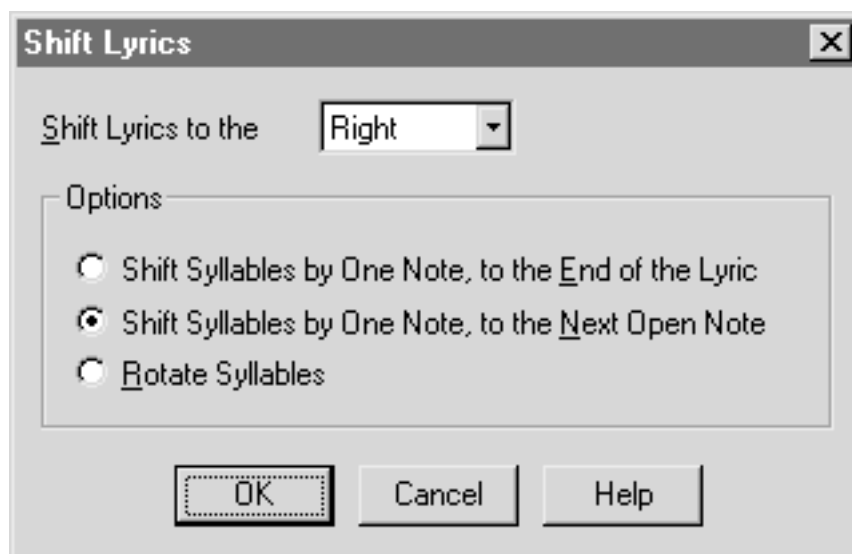 Shift Lyrics
Shift Lyrics to the Right
Options
Shift Syllables by One Note, to the End of the Lyric
Shift Syllables by One Note, to the Next Open Note
Rotate Syllables
OK Cancel Help